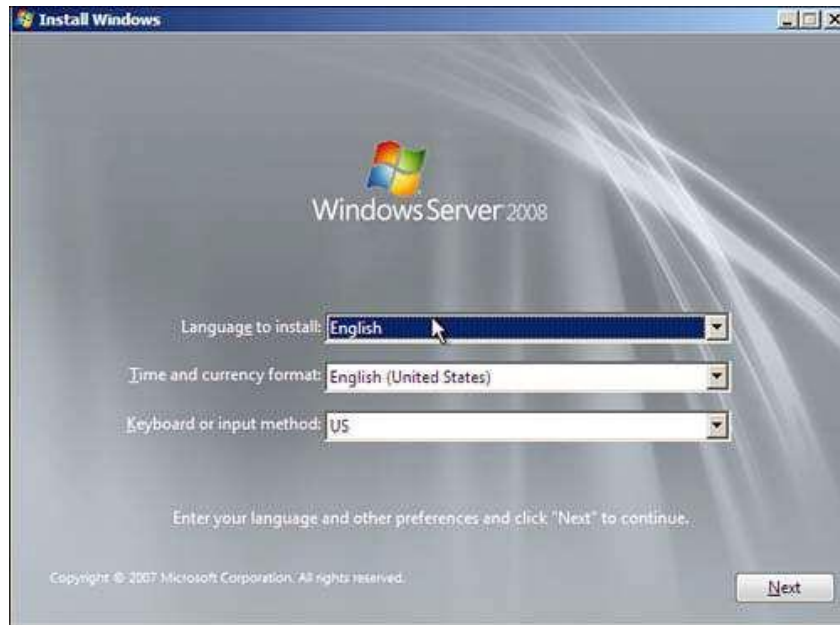 Install Windows
Windows Server 2008
Language to install: English
Time and currency format: English (United States)
Keyboard or input method: US
Enter your language and other preferences and click "Next" to continue.
Copyright © 2007 Microsoft Corporation. All rights reserved.
Next